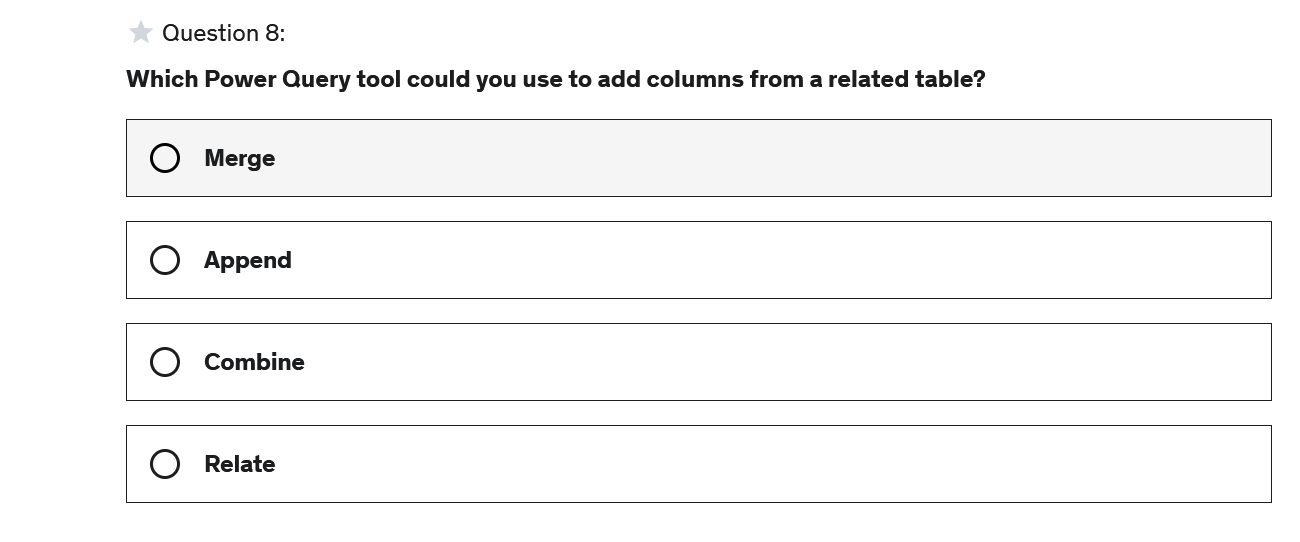 Question 8:
Which Power Query tool could you use to add columns from a related table?
Merge
Append
Combine
Relate